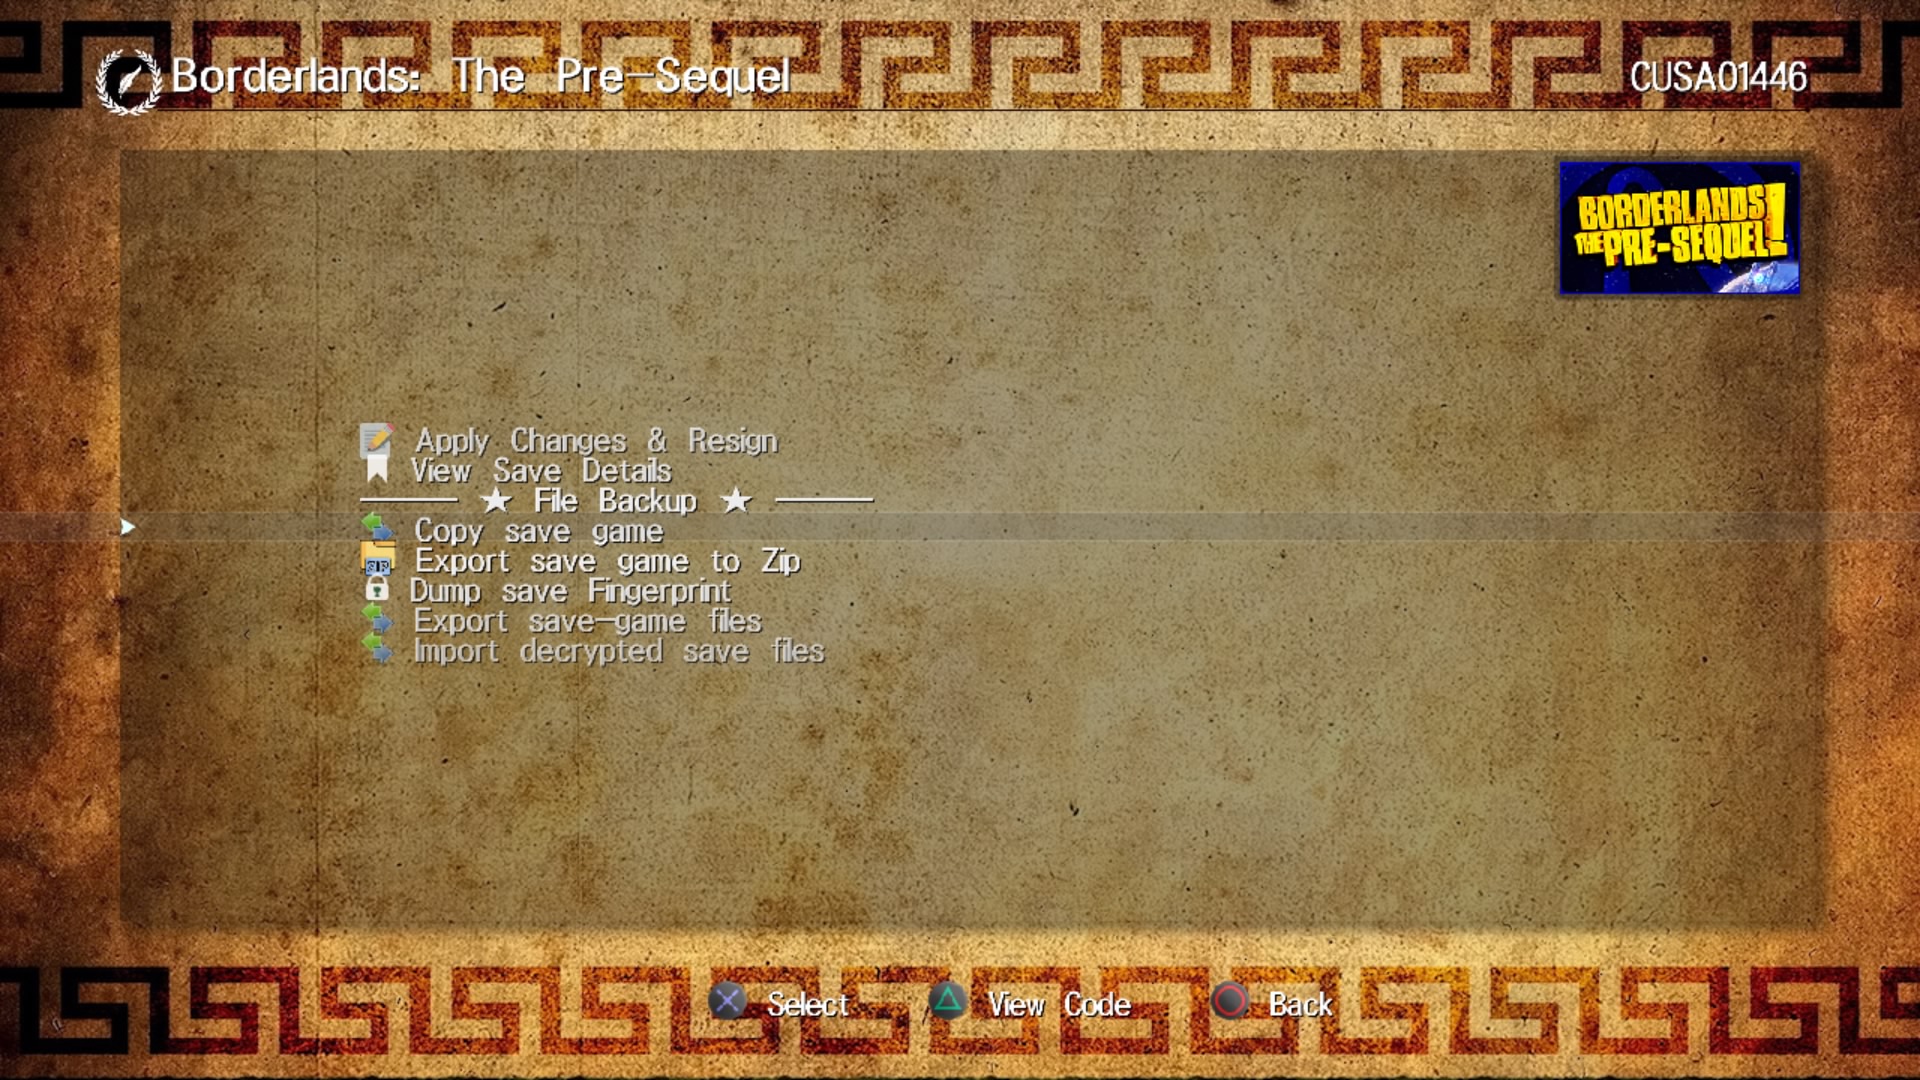 Borderlands: The Pre-Sequel
CUSA01446
BORDERLANDS
THE PRE-SEQUEL!
Apply Changes & Resign
View Save Details
★ File Backup ★
Copy save game
Export save game to Zip
ZIP
Dump save Fingerprint
Export save-game files
Import decrypted save files
Select
View Code
Back